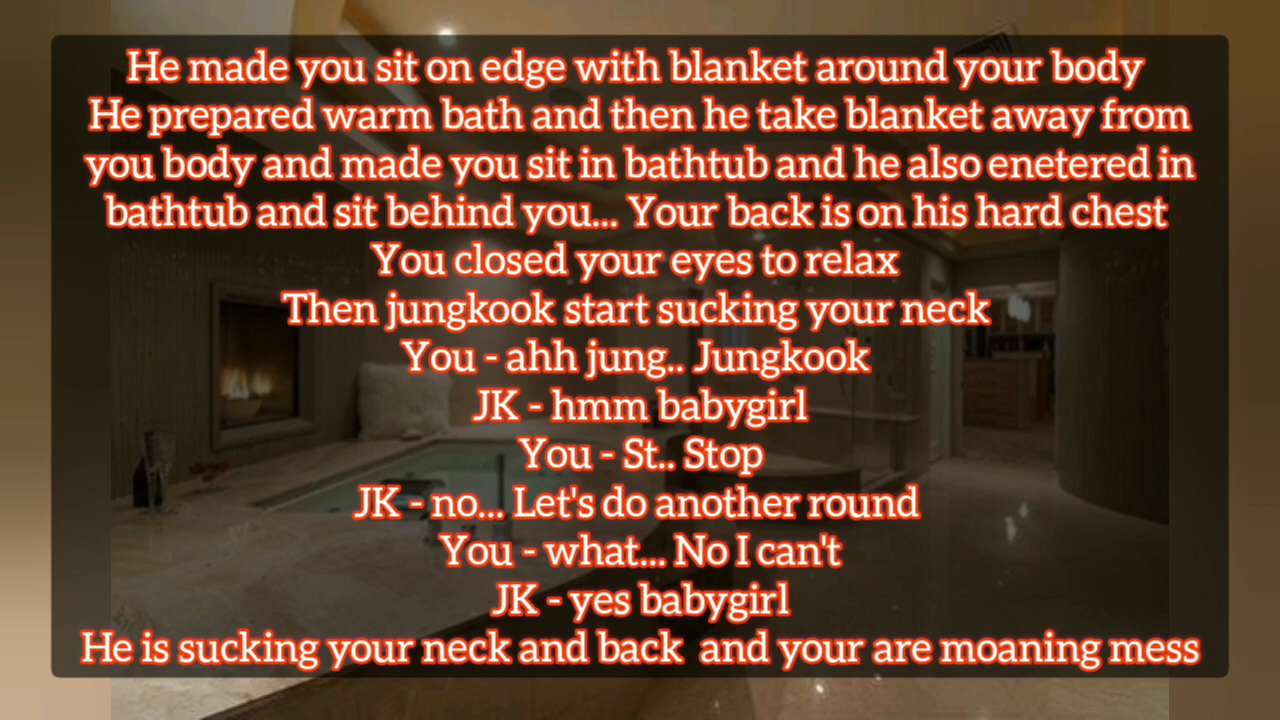 He made you sit on edge with blanket around your body
He prepared warm bath and then he take blanket away from
you body and made you sit in bathtub and he also enetered in
bathtub and sit behind you... Your back is on his hard chest
You closed your eyes to relax
Then jungkook start sucking your neck
You - ahh jung.. Jungkook
JK - hmm babygirl
You - St.. Stop
JK - no... Let's do another round
You - what... No I can't
JK - yes babygirl
He is sucking your neck and back  and your are moaning mess